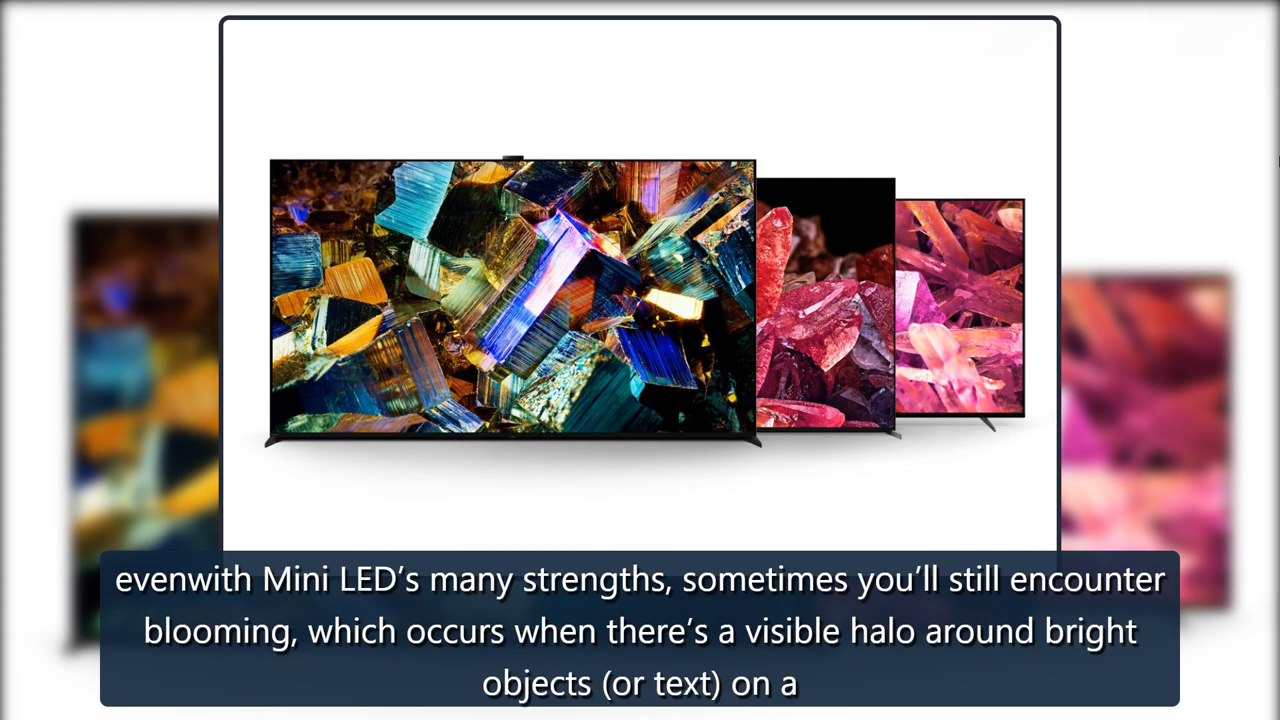 evenwith Mini LED’s many strengths, sometimes you’ll still encounter
blooming, which occurs when there’s a visible halo around bright
objects (or text) on a